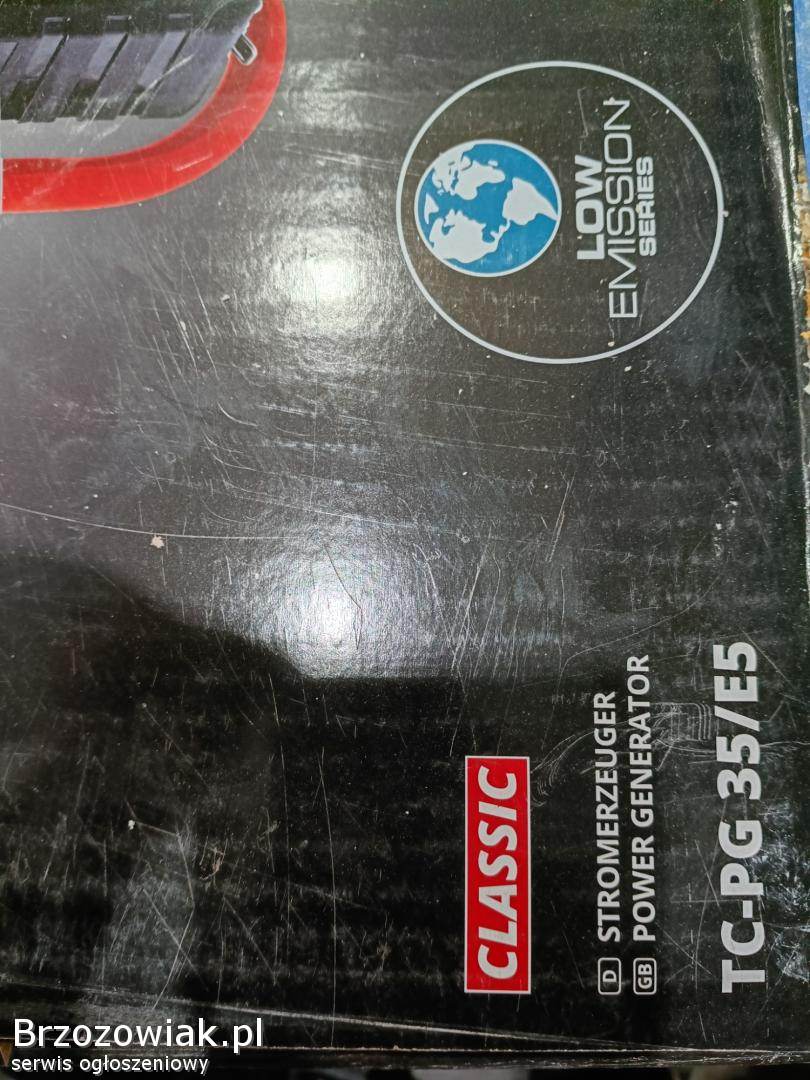 LOW
EMISSION
SERIES
CLASSIC
D STROMERZEUGER
GB POWER GENERATOR
TC-PG 35/E5
Brzozowiak.pl
serwis ogłoszeniowy